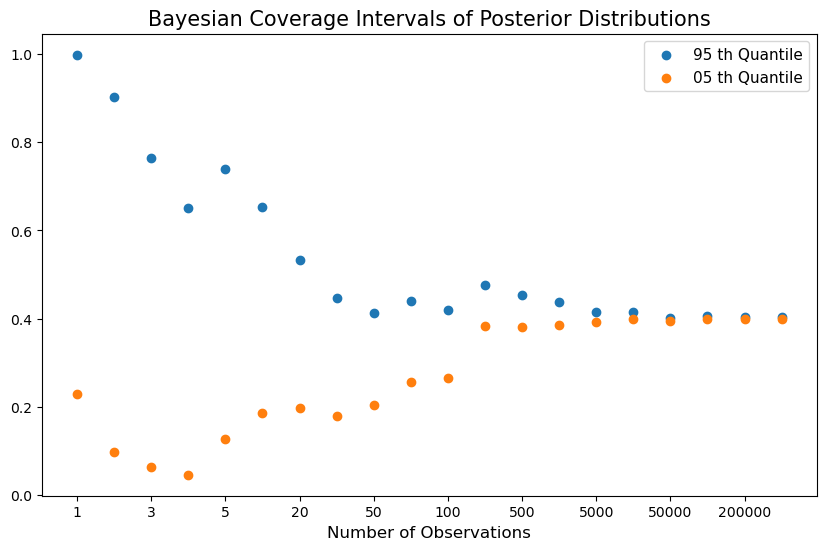 Bayesian Coverage Intervals of Posterior Distributions
95 th Quantile
05 th Quantile
1.0
0.8
0.6
0.4
0.2
0.0
1 3 5 20 50 100 500 5000 50000 200000
Number of Observations